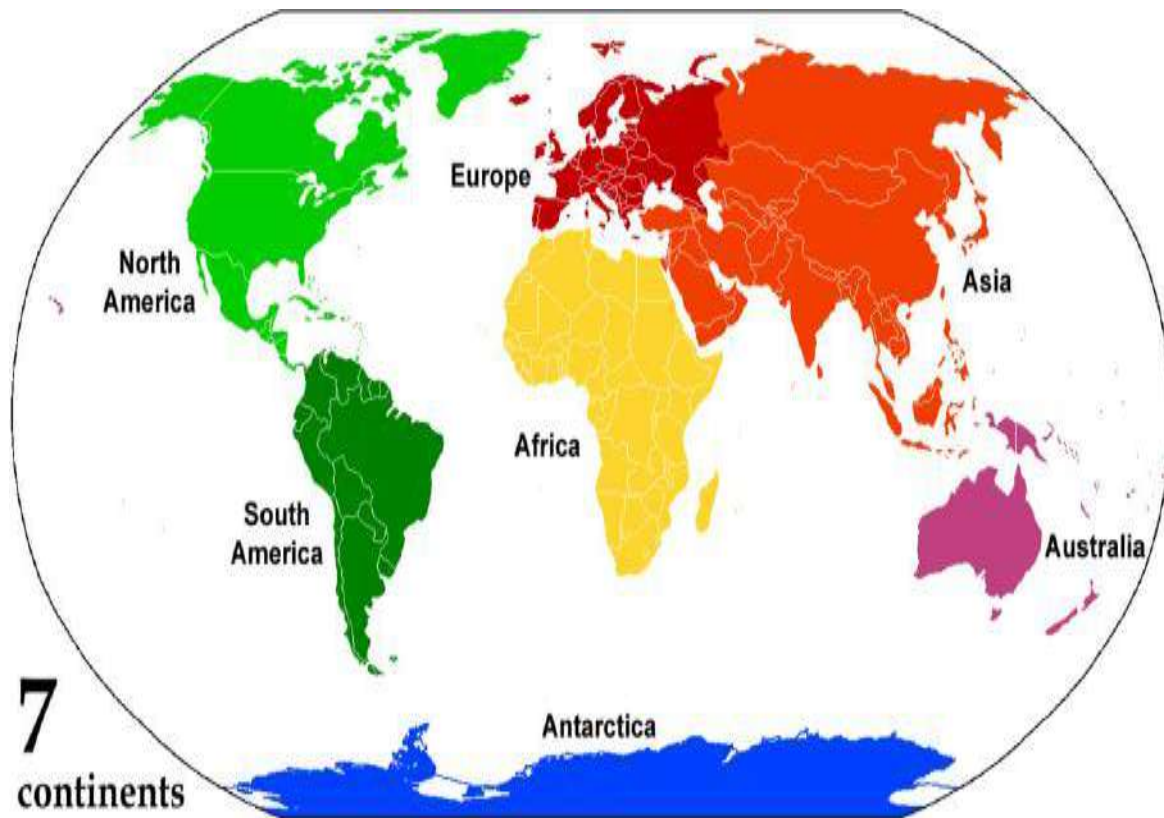 Europe
North
America
Asia
Africa
South
America
Australia
Antarctica
7
continents